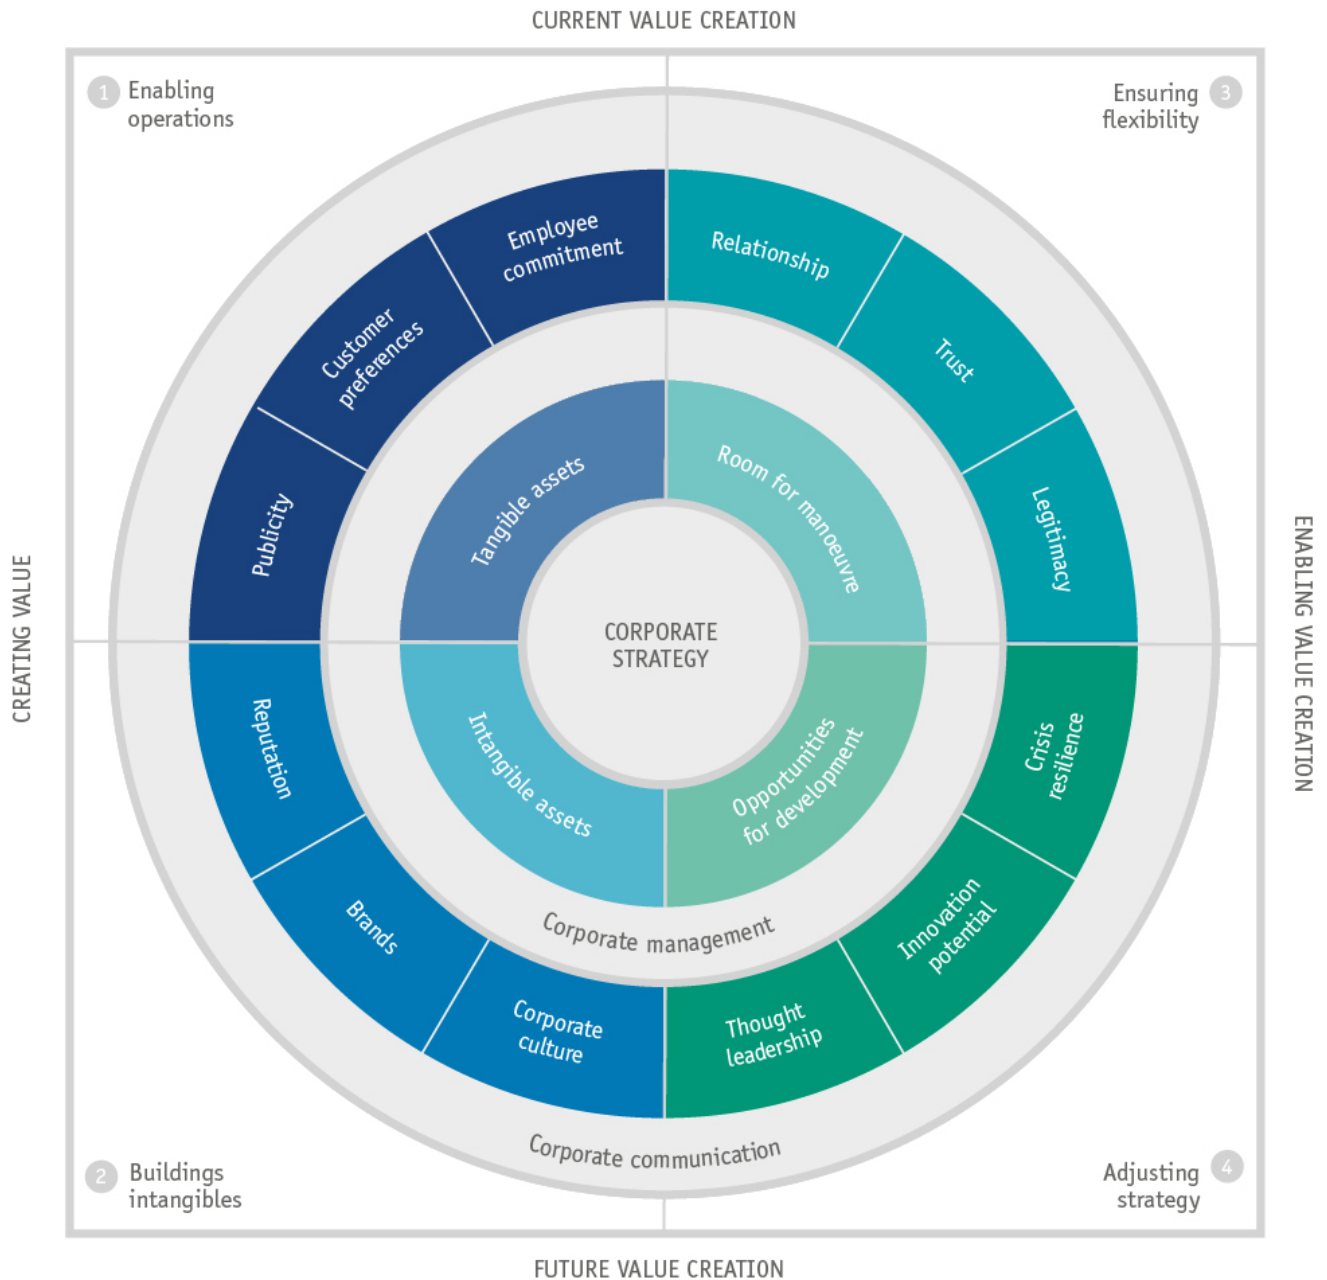 CURRENT VALUE CREATION
1
Enabling
operations
Ensuring
flexibility
3
Employee
commitment
Relationship
Customer
preferences
Trust
Publicity
Legitimacy
Tangible assets
Room for manoeuvre
CREATING VALUE
CORPORATE
STRATEGY
ENABLING VALUE CREATION
Intangible assets
Opportunities
for development
Reputation
Crisis
resilience
Brands
Innovation
potential
Corporate management
Corporate
culture
Thought
leadership
Corporate communication
2
Buildings
intangibles
Adjusting
strategy
4
FUTURE VALUE CREATION